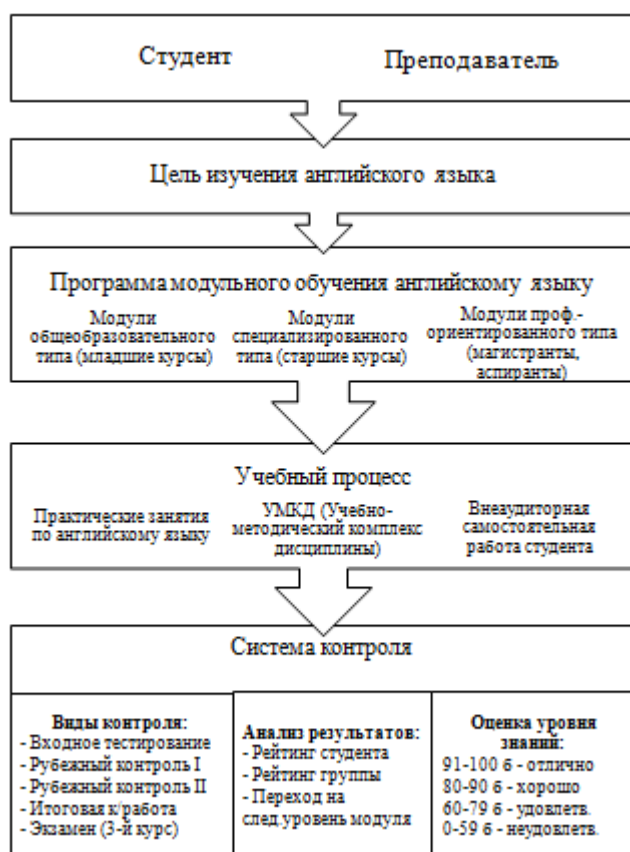 Студент
Преподаватель
Цель изучения английского языка
Программа модульного обучения английскому языку
Модули
общеобразовательного
типа (младшие курсы)
Модули
специализированного
типа (старшие курсы)
Модули проф.-
ориентированного типа
(магистранты,
аспиранты)
Учебный процесс
Практические занятия
по английскому языку
УМКД (Учебно-
методический комплекс
дисциплины)
Внеаудиторная
самостоятельная
работа студента
Система контроля
Виды контроля:
- Входное тестирование
- Рубежный контроль I
- Рубежный контроль II
- Итоговая к/работа
- Экзамен (3-й курс)
Анализ результатов:
- Рейтинг студента
- Рейтинг группы
- Переход на
след.уровень модуля
Оценка уровня
знаний:
91-100 б - отлично
80-90 б - хорошо
60-79 б - удовлетв.
0-59 б - неудовлетв.